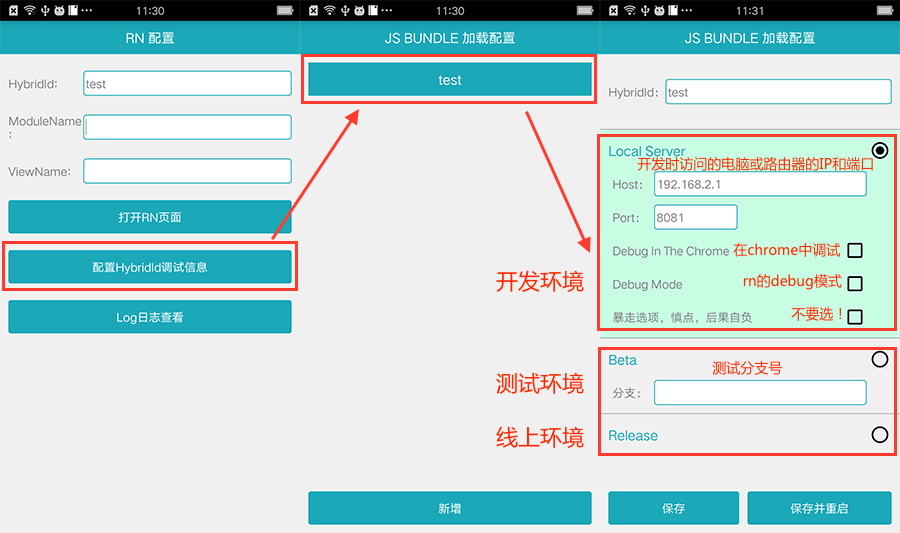 11:30
RN 配置
HybridId:
test
ModuleName
:
ViewName:
打开RN页面
配置HybridId调试信息
Log日志查看
11:30
JS BUNDLE 加载配置
test
开发环境
测试环境
线上环境
新增
11:31
JS BUNDLE 加载配置
HybridId:
test
Local Server
开发时访问的电脑或路由器的IP和端口
Host:
192.168.2.1
Port:
8081
Debug In The Chrome 在chrome中调试
Debug Mode
rn的debug模式
暴走选项，慎点，后果自负
不要选！
Beta
测试分支号
分支:
Release
保存
保存并重启